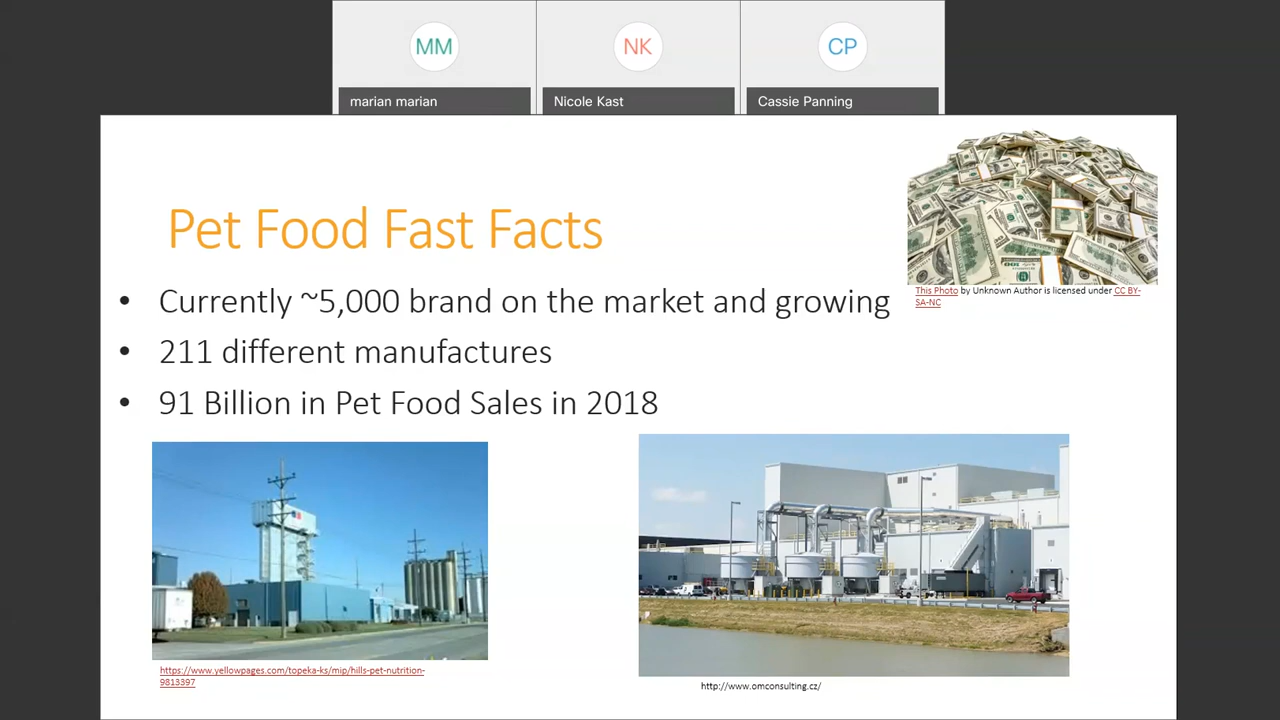 MM
NK
CP
marian marian
Nicole Kast
Cassie Panning
Pet Food Fast Facts
This Photo by Unknown Author is licensed under CC BY-
SA-NC
• Currently ~5,000 brand on the market and growing
• 211 different manufactures
• 91 Billion in Pet Food Sales in 2018
https://www.yellowpages.com/topeka-ks/mip/hills-pet-nutrition-
9813397
http://www.omconsulting.cz/